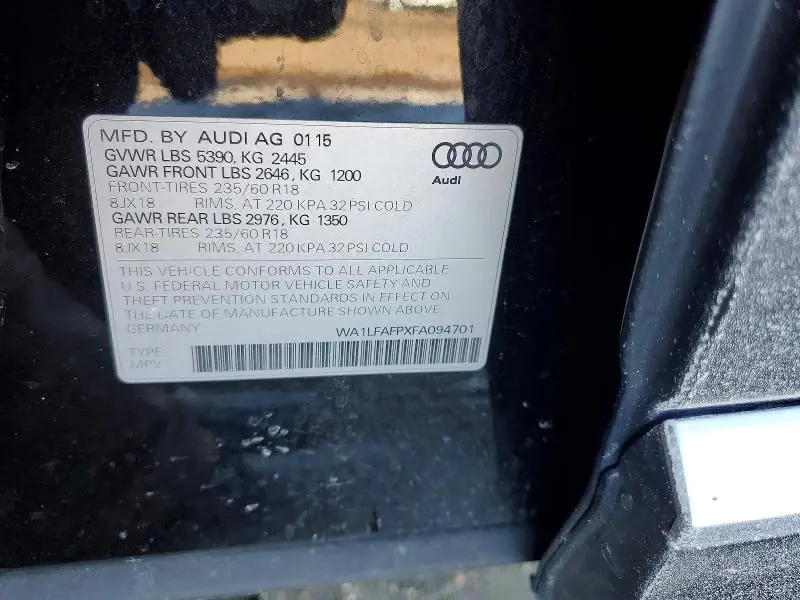 MFD. BY AUDI AG 01 15
GVWR LBS 5390, KG 2445
GAWR FRONT LBS 2646, KG 1200
FRONT-TIRES 235/60 R18
8JX18 RIMS, AT 220 KPA 32 PSI COLD
GAWR REAR LBS 2976, KG 1350
REAR-TIRES 235/60 R18
8JX18 RIMS, AT 220 KPA 32 PSI COLD
Audi
THIS VEHICLE CONFORMS TO ALL APPLICABLE
U.S. FEDERAL MOTOR VEHICLE SAFETY AND
THEFT PREVENTION STANDARDS IN EFFECT ON
THE DATE OF MANUFACTURE SHOWN ABOVE.
GERMANY WA1LFAFPXFA094701
TYPE
MPV